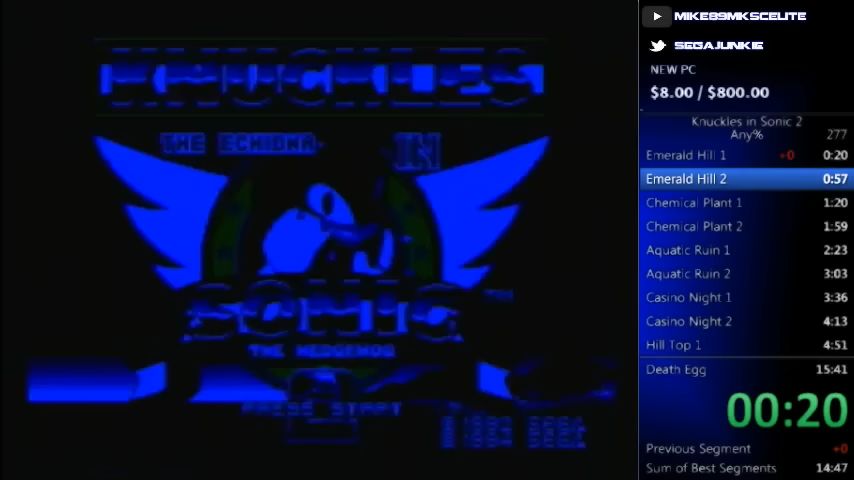 KNUCKLES
THE ECHIDNA
IN
SONIC
TM
THE HEDGEHOG
PRESS START
MIKE89MKSCELITE
SEGAJUNKIE
NEW PC
$8.00 / $800.00
Knuckles in Sonic 2
Any% 277
Emerald Hill 1 +0 0:20
Emerald Hill 2 0:57
Chemical Plant 1 1:20
Chemical Plant 2 1:59
Aquatic Ruin 1 2:23
Aquatic Ruin 2 3:03
Casino Night 1 3:36
Casino Night 2 4:13
Hill Top 1 4:51
Death Egg 15:41
00:20
Previous Segment +0
Sum of Best Segments 14:47